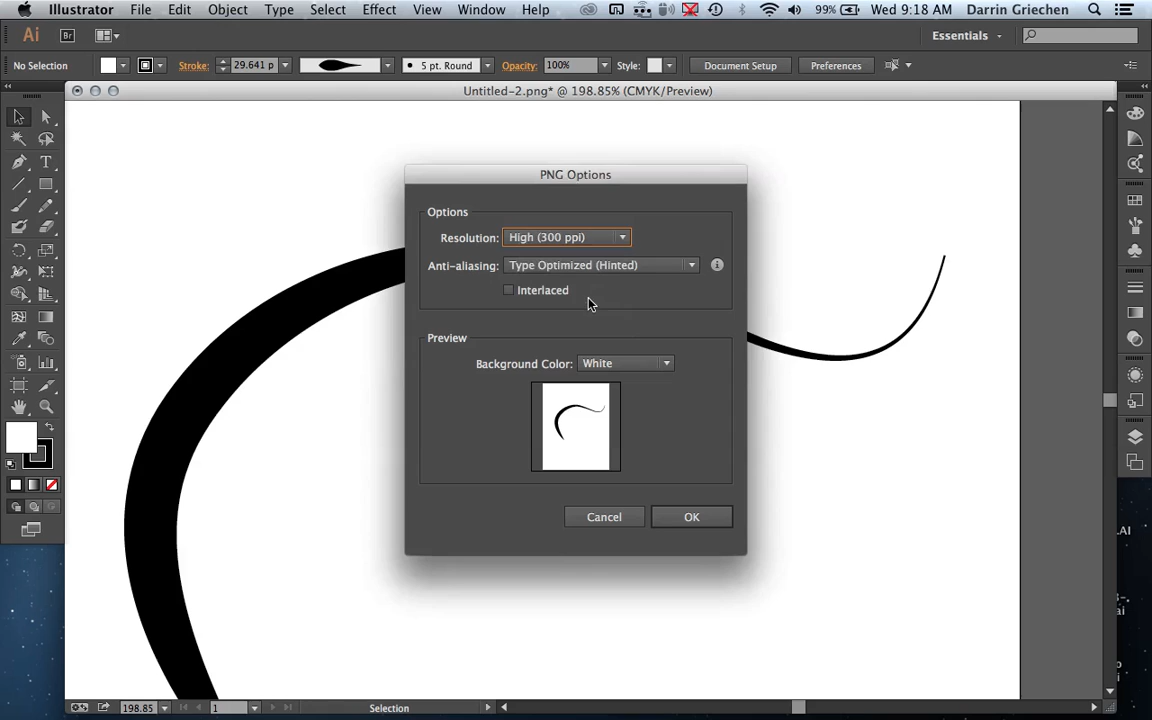 Illustrator File Edit Object Type Select Effect View Window Help 99% Wed 9:18 AM Darrin Griechen
Ai Br Essentials
No Selection Stroke: 29.641 p 5 pt. Round Opacity: 100% Style: Document Setup Preferences
Untitled-2.png* @ 198.85% (CMYK/Preview)
PNG Options
Options
Resolution: High (300 ppi)
Anti-aliasing: Type Optimized (Hinted)
Interlaced
Preview
Background Color: White
Cancel OK
.AI
ai
ai
198.85 1 Selection